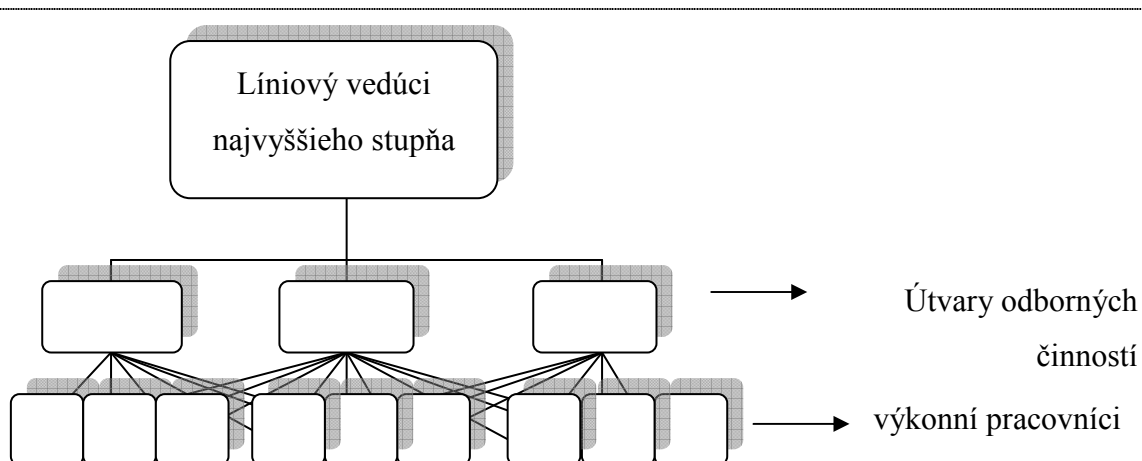 Líniový vedúci
najvyššieho stupňa
Útvary odborných
činností
výkonní pracovníci